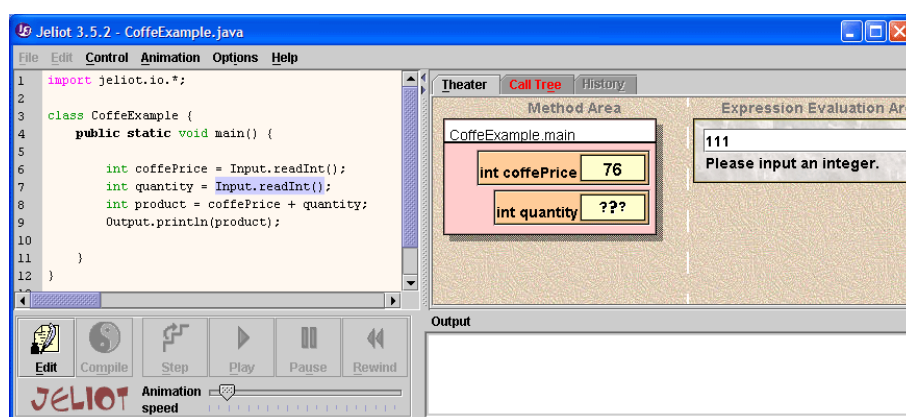 Jeliot 3.5.2 - CoffeExample.java
File Edit Control Animation Options Help
1 import jeliot.io.*;
2
3 class CoffeExample {
4 public static void main() {
5
6 int coffePrice = Input.readInt();
7 int quantity = Input.readInt();
8 int product = coffePrice + quantity;
9 Output.println(product);
10
11 }
12 }
Theater Call Tree History
Method Area
CoffeExample.main
int coffePrice 76
int quantity ???
Expression Evaluation Ar
111
Please input an integer.
Edit Compile Step Play Pause Rewind
JELIOT
Animation
speed
Output